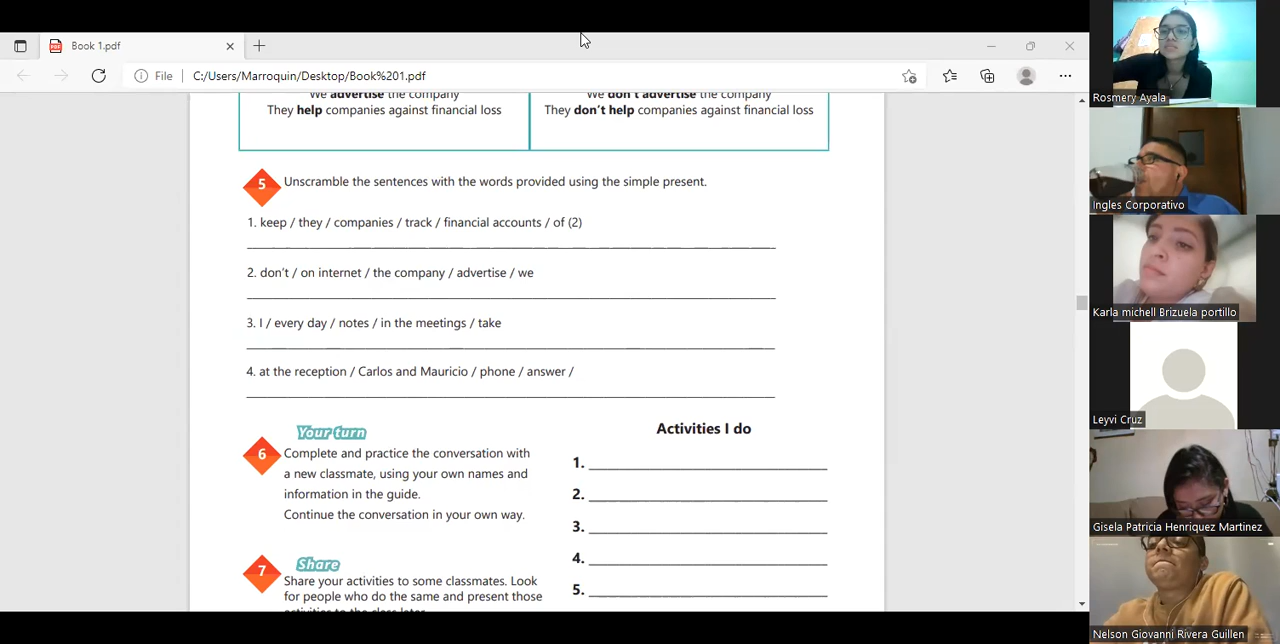 Book 1.pdf
File
C:/Users/Marroquin/Desktop/Book%201.pdf
We advertise the company
We don't advertise the company
They help companies against financial loss
They don't help companies against financial loss
5
Unscramble the sentences with the words provided using the simple present.
1. keep / they / companies / track / financial accounts / of (2)
2. don't / on internet / the company / advertise / we
3. I / every day / notes / in the meetings / take
4. at the reception / Carlos and Mauricio / phone / answer /
Your turn
6
Complete and practice the conversation with
a new classmate, using your own names and
information in the guide.
Continue the conversation in your own way.
7
Share
Share your activities to some classmates. Look
for people who do the same and present those
activities to the class later.
Activities I do
1.
2.
3.
4.
5.
Rosmery Ayala
Ingles Corporativo
Karla michell Brizuela portillo
Leyvi Cruz
Gisela Patricia Henriquez Martinez
Nelson Giovanni Rivera Guillen